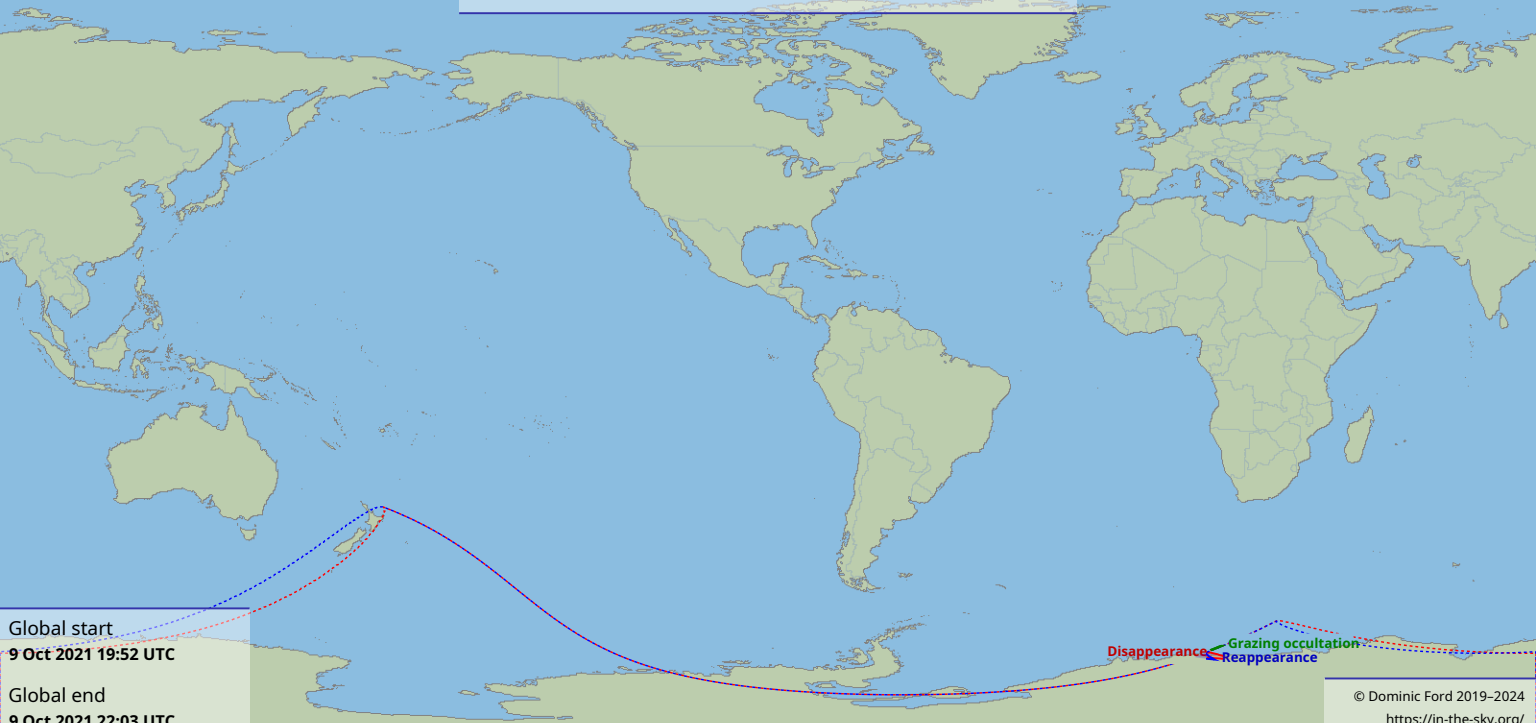 Global start
9 Oct 2021 19:52 UTC
Global end
9 Oct 2021 22:03 UTC
Disappearance
Grazing occultation
Reappearance
© Dominic Ford 2019–2024
https://in-the-sky.org/